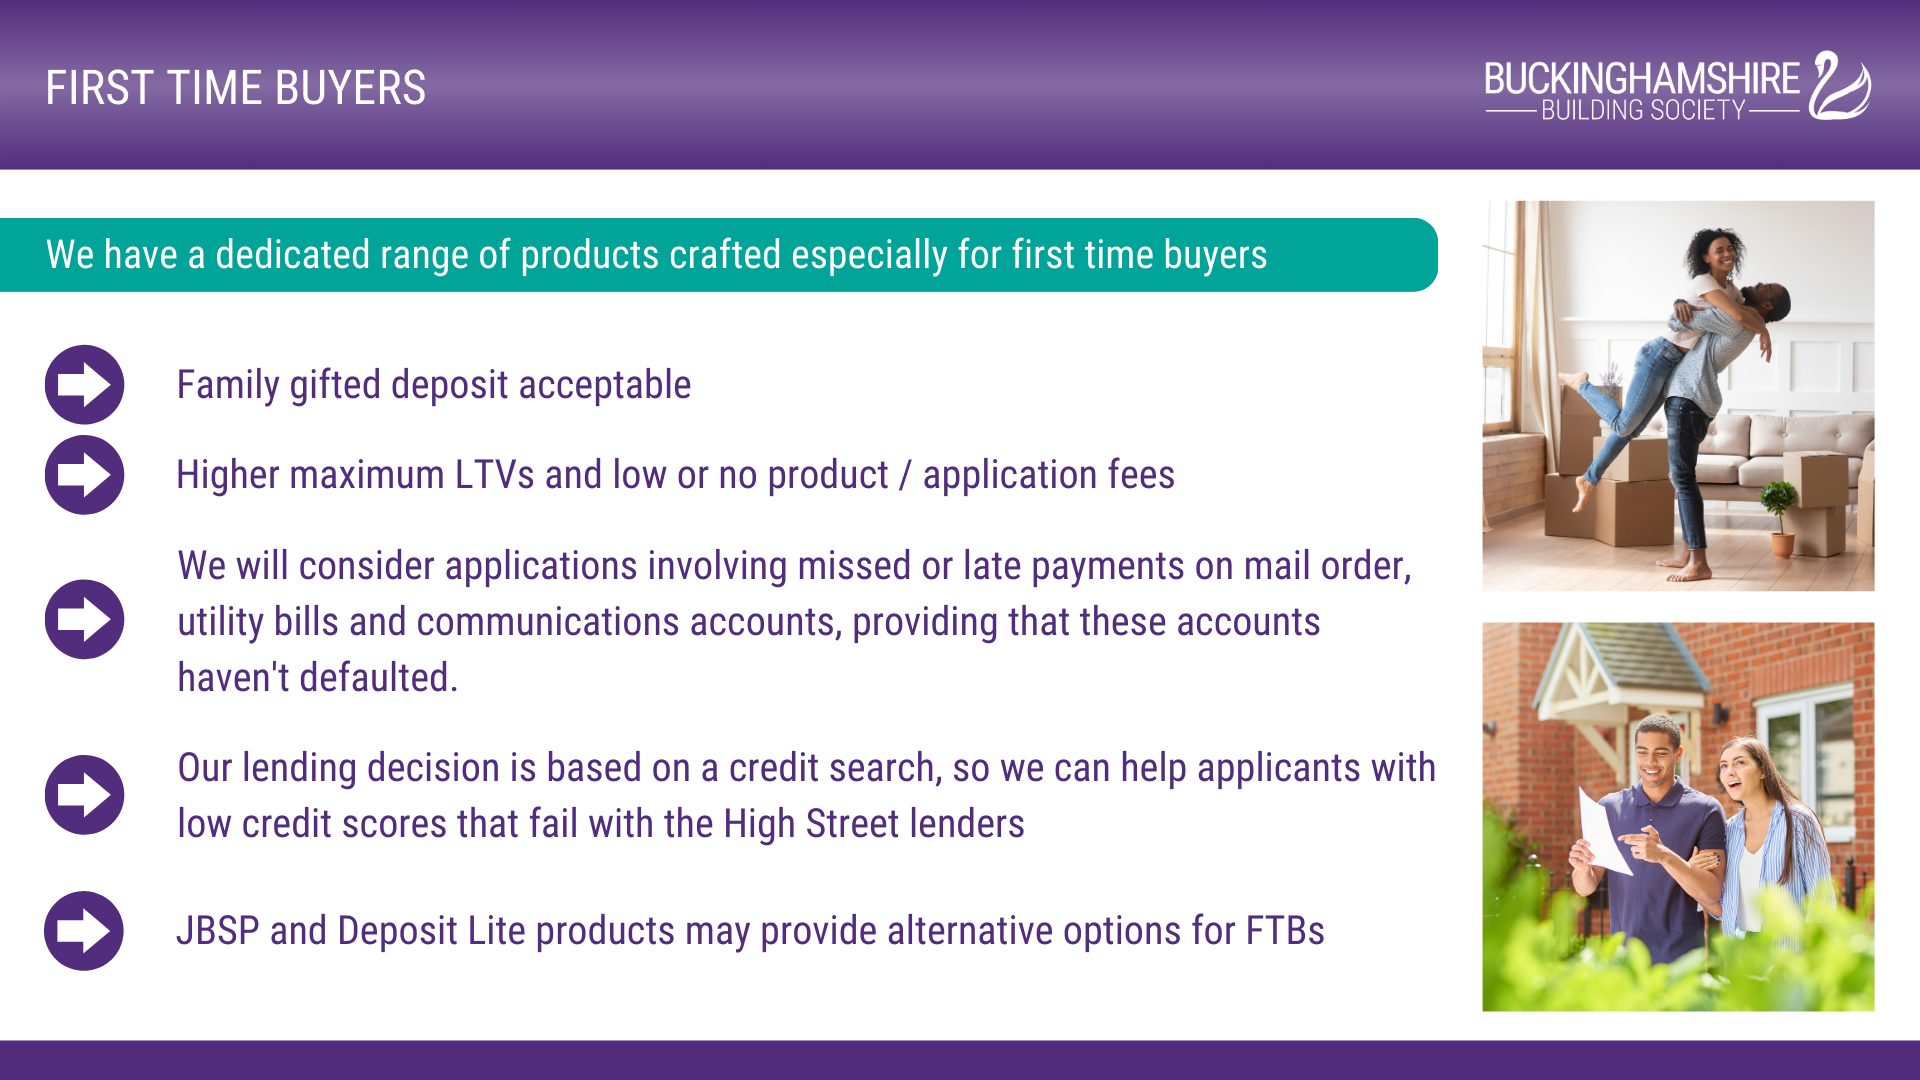 FIRST TIME BUYERS
BUCKINGHAMSHIRE
BUILDING SOCIETY
We have a dedicated range of products crafted especially for first time buyers
Family gifted deposit acceptable
Higher maximum LTVs and low or no product / application fees
We will consider applications involving missed or late payments on mail order,
utility bills and communications accounts, providing that these accounts
haven't defaulted.
Our lending decision is based on a credit search, so we can help applicants with
low credit scores that fail with the High Street lenders
JBSP and Deposit Lite products may provide alternative options for FTBs